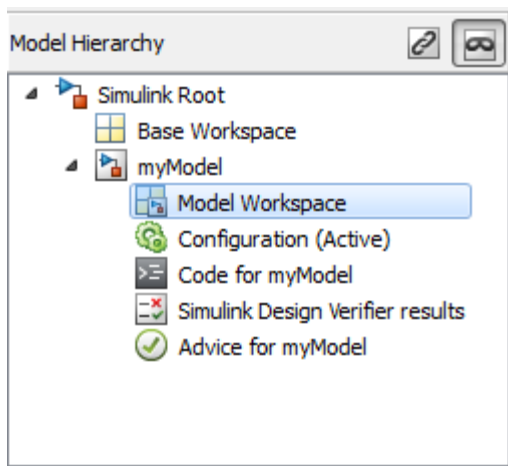 Model Hierarchy
Simulink Root
Base Workspace
myModel
Model Workspace
Configuration (Active)
Code for myModel
Simulink Design Verifier results
Advice for myModel